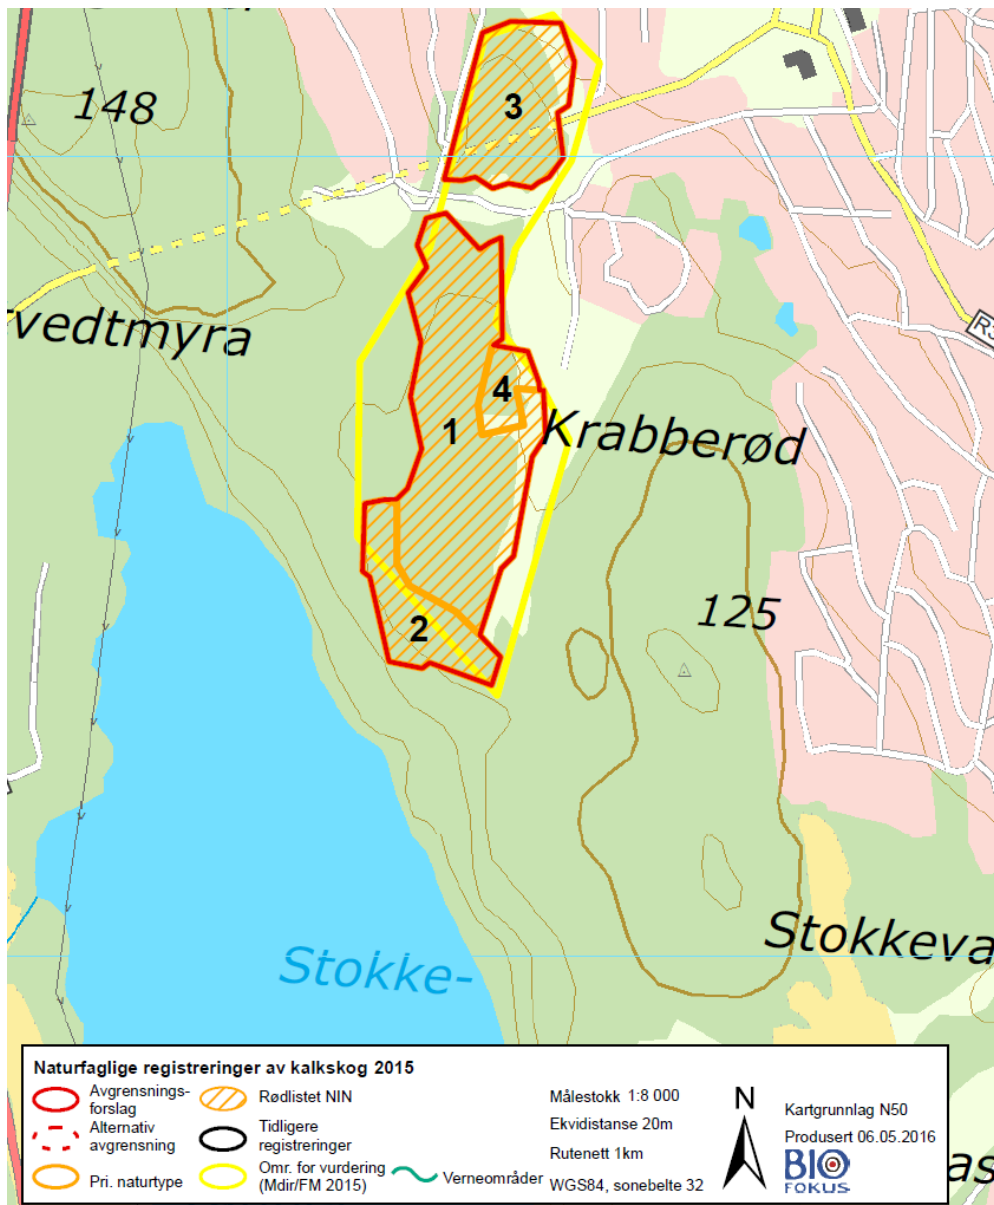 148
3
vedtmyra
4
1
Krabberød
125
2
Stokkeva
Stokke-
Naturfaglige registreringer av kalkskog 2015
Avgrensnings-
forslag
Alternativ
avgrensning
Pri. naturtype
Rødlistet NIN
Tidligere
registreringer
Omr. for vurdering
(Mdir/FM 2015)
Verneområder
Målestokk 1:8 000
Ekvidistanse 20m
Rutenett 1km
WGS84, sonebelte 32
N
Kartgrunnlag N50
Produsert 06.05.2016
BIO
FOKUS
as